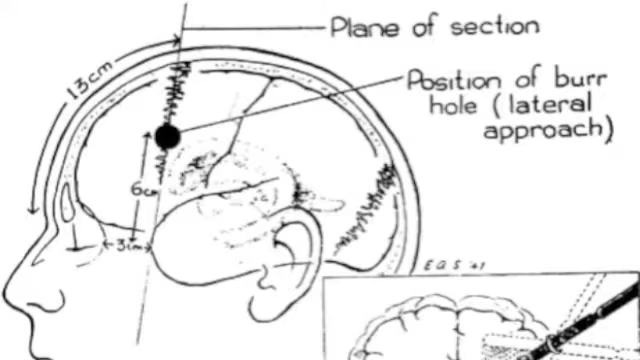 Plane of section
13cm
Position of burr
hole (lateral
approach)
6cm
3cm
E.G.S. '41